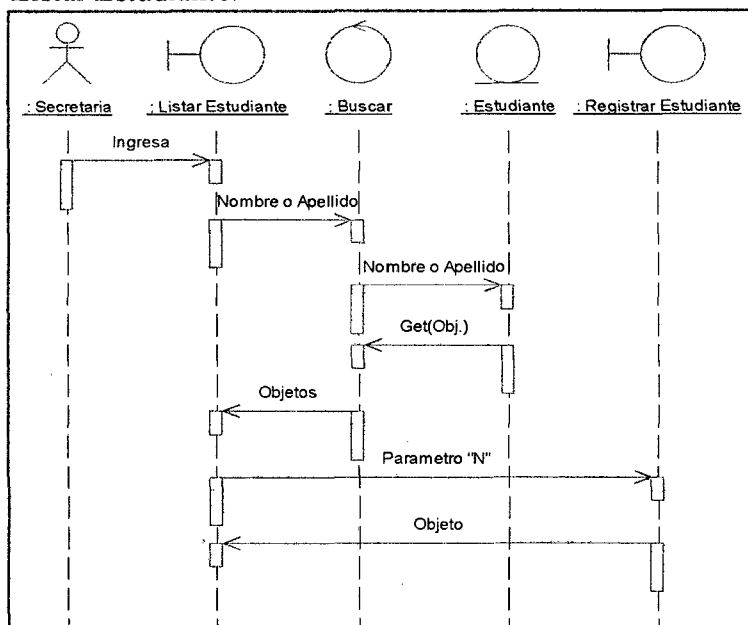 : Secretaria
: Listar Estudiante
: Buscar
: Estudiante
: Registrar Estudiante
Ingresa
Nombre o Apellido
Nombre o Apellido
Get(Obj.)
Objetos
Parametro "N"
Objeto